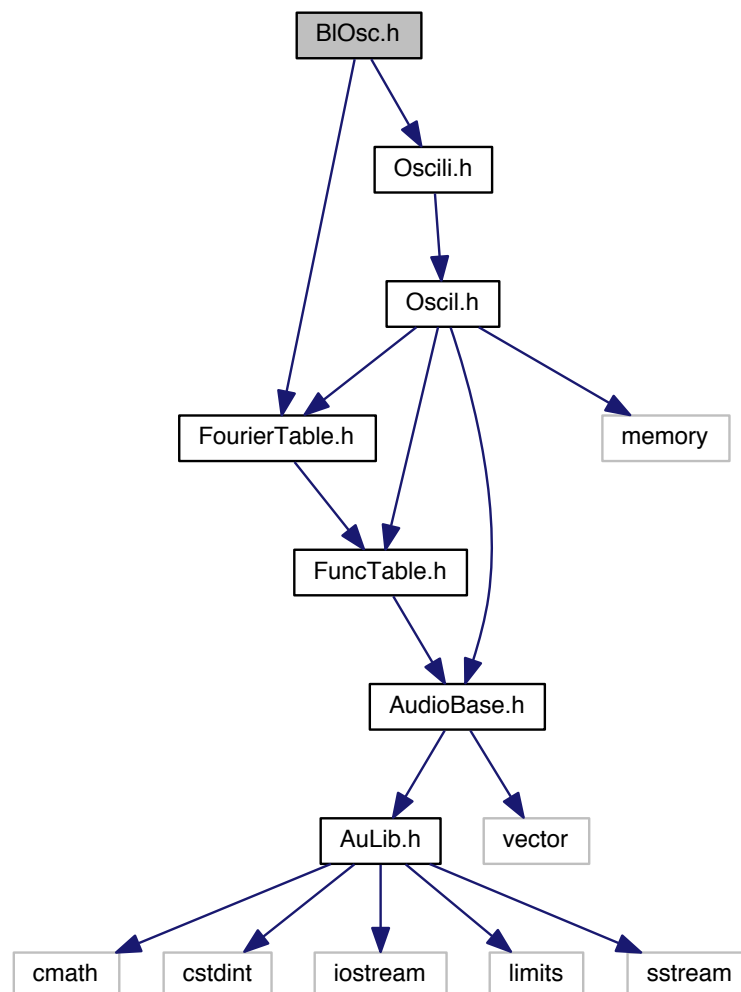 BlOsc.h
Oscili.h
Oscil.h
FourierTable.h
memory
FuncTable.h
AudioBase.h
AuLib.h
vector
cmath
cstdint
iostream
limits
sstream